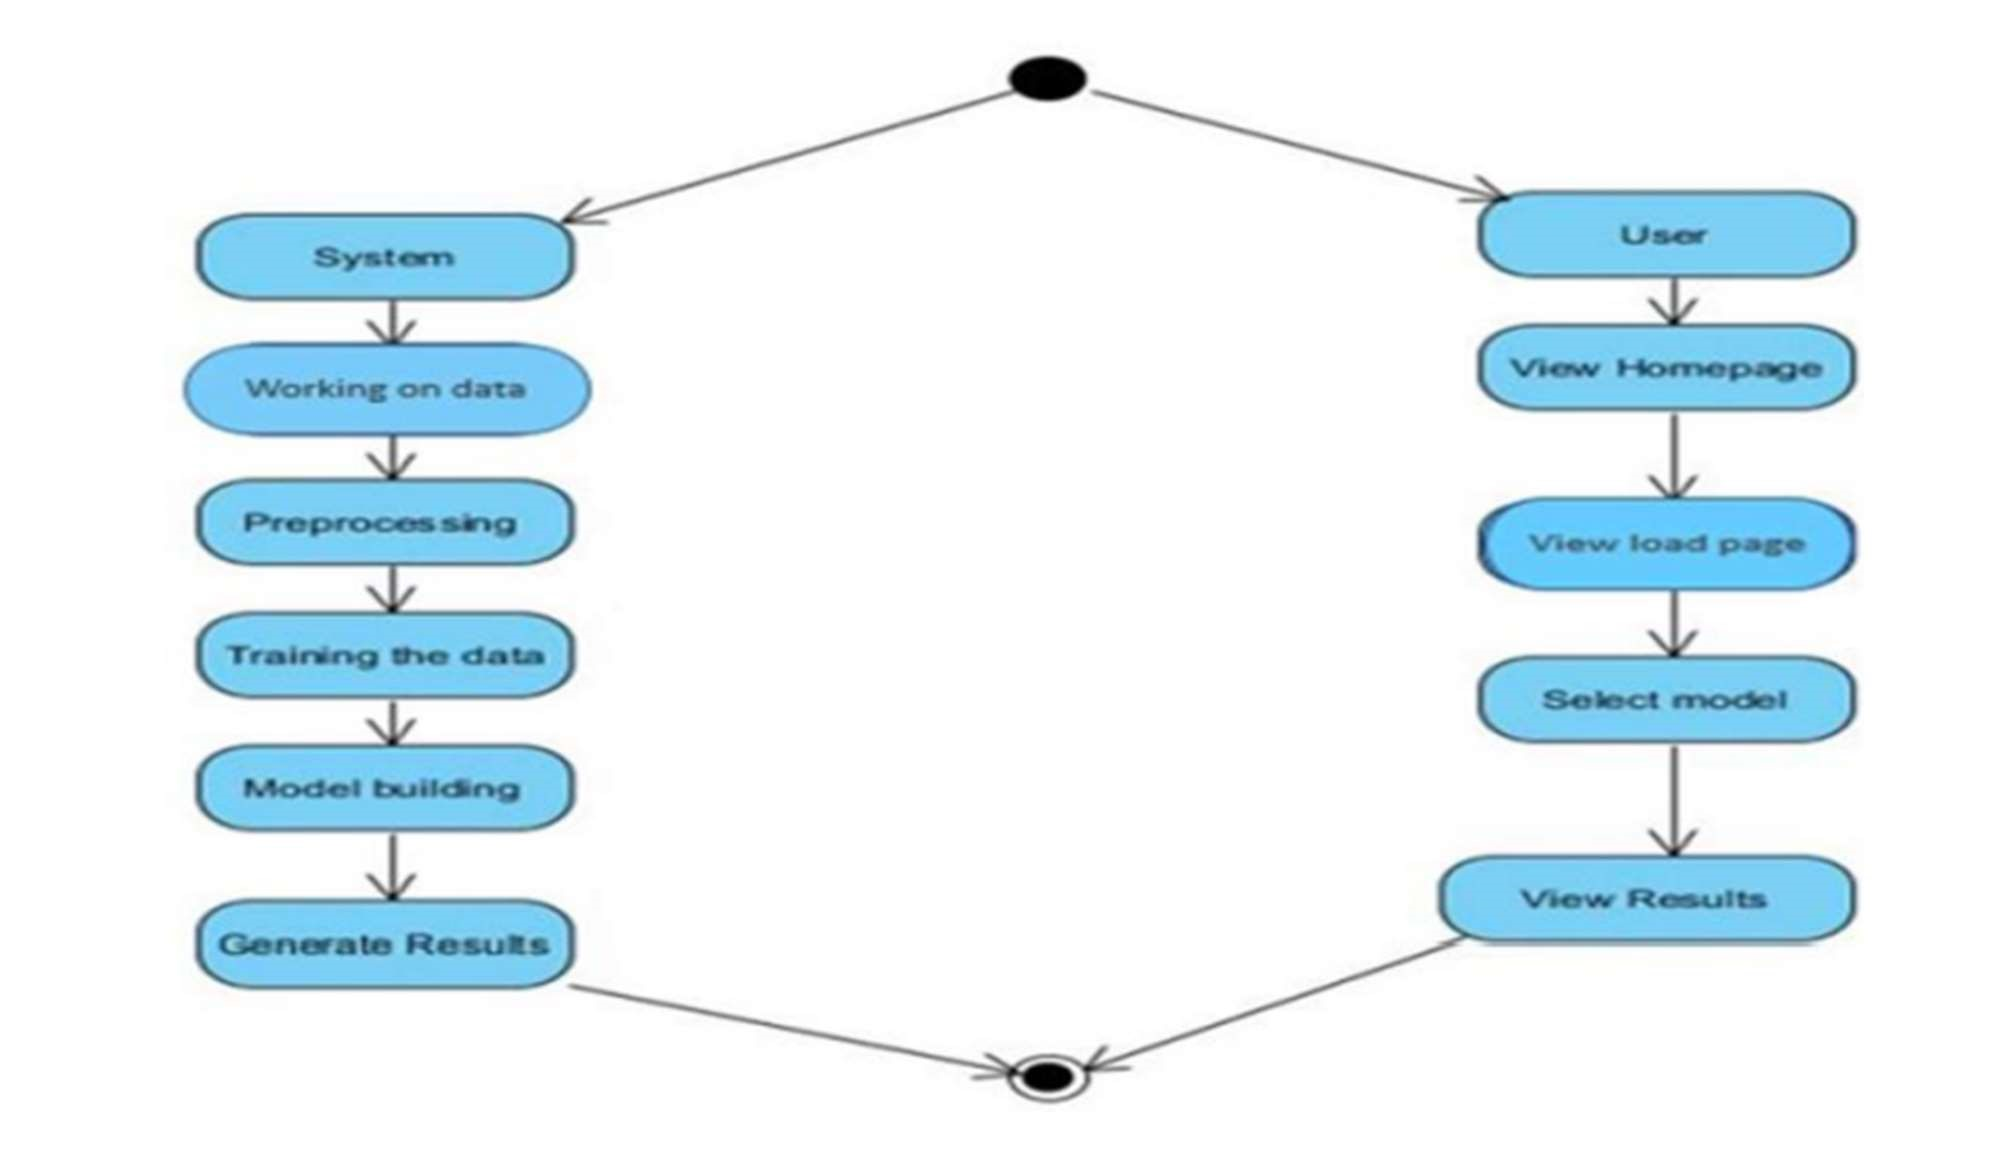 System
Working on data
Preprocessing
Training the data
Model building
Generate Results
User
View Homepage
View load page
Select model
View Results